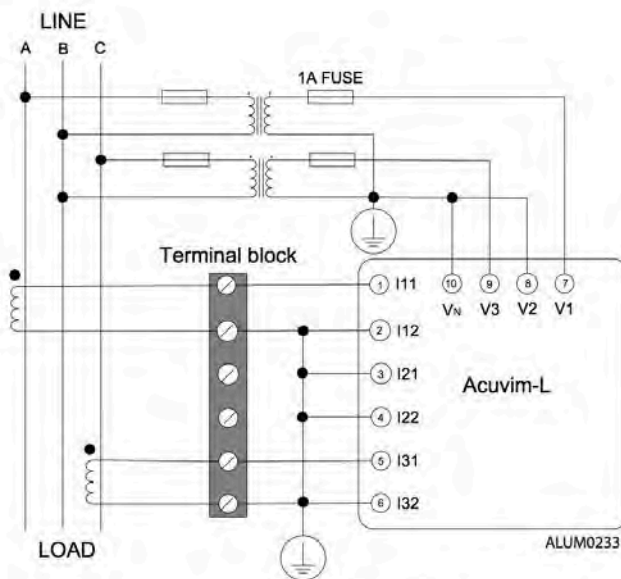 LINE
A B C
1A FUSE
Terminal block
10 9 8 7
VN V3 V2 V1
1 I11
2 I12
3 I21
4 I22
5 I31
6 I32
Acuvim-L
LOAD
ALUM0233